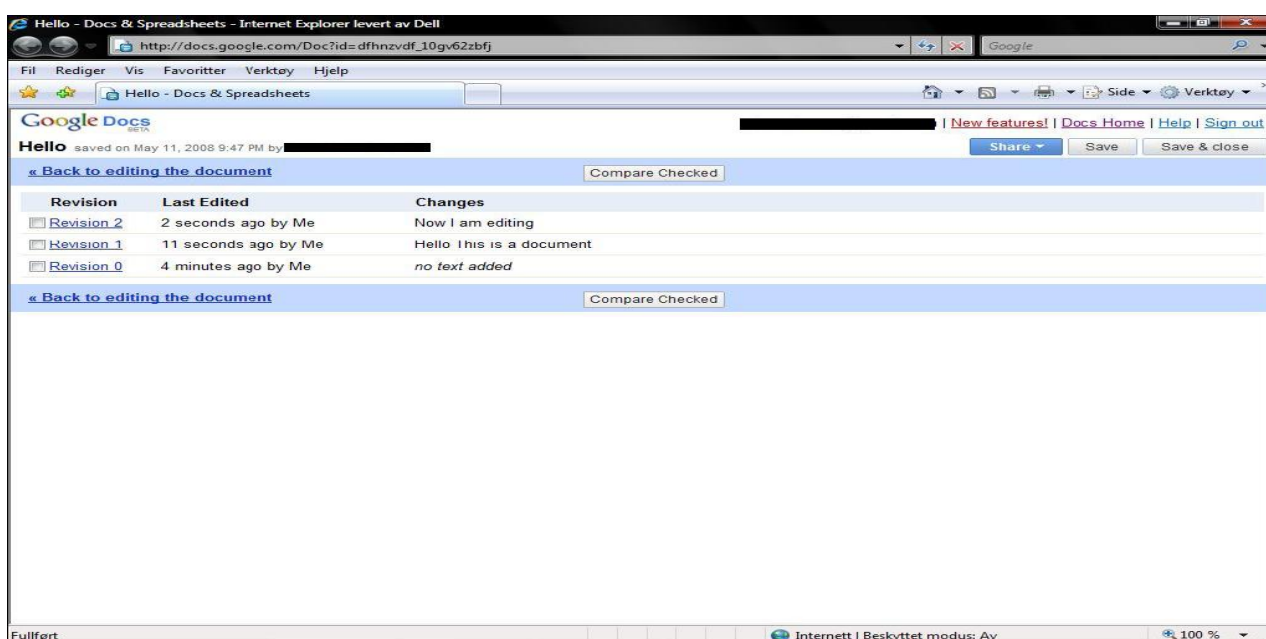 Hello - Docs & Spreadsheets - Internet Explorer levert av Dell
http://docs.google.com/Doc?id=dfhnzvdf_10gv62zbfj Google
Fil Rediger Vis Favoritter Verktøy Hjelp
Hello - Docs & Spreadsheets Side Verktøy
Google Docs BETA | New features! | Docs Home | Help | Sign out
Hello saved on May 11, 2008 9:47 PM by Share Save Save & close
« Back to editing the document Compare Checked
Revision Last Edited Changes
Revision 2 2 seconds ago by Me Now I am editing
Revision 1 11 seconds ago by Me Hello This is a document
Revision 0 4 minutes ago by Me no text added
« Back to editing the document Compare Checked
Fullført Internett | Beskyttet modus: Av 100 %